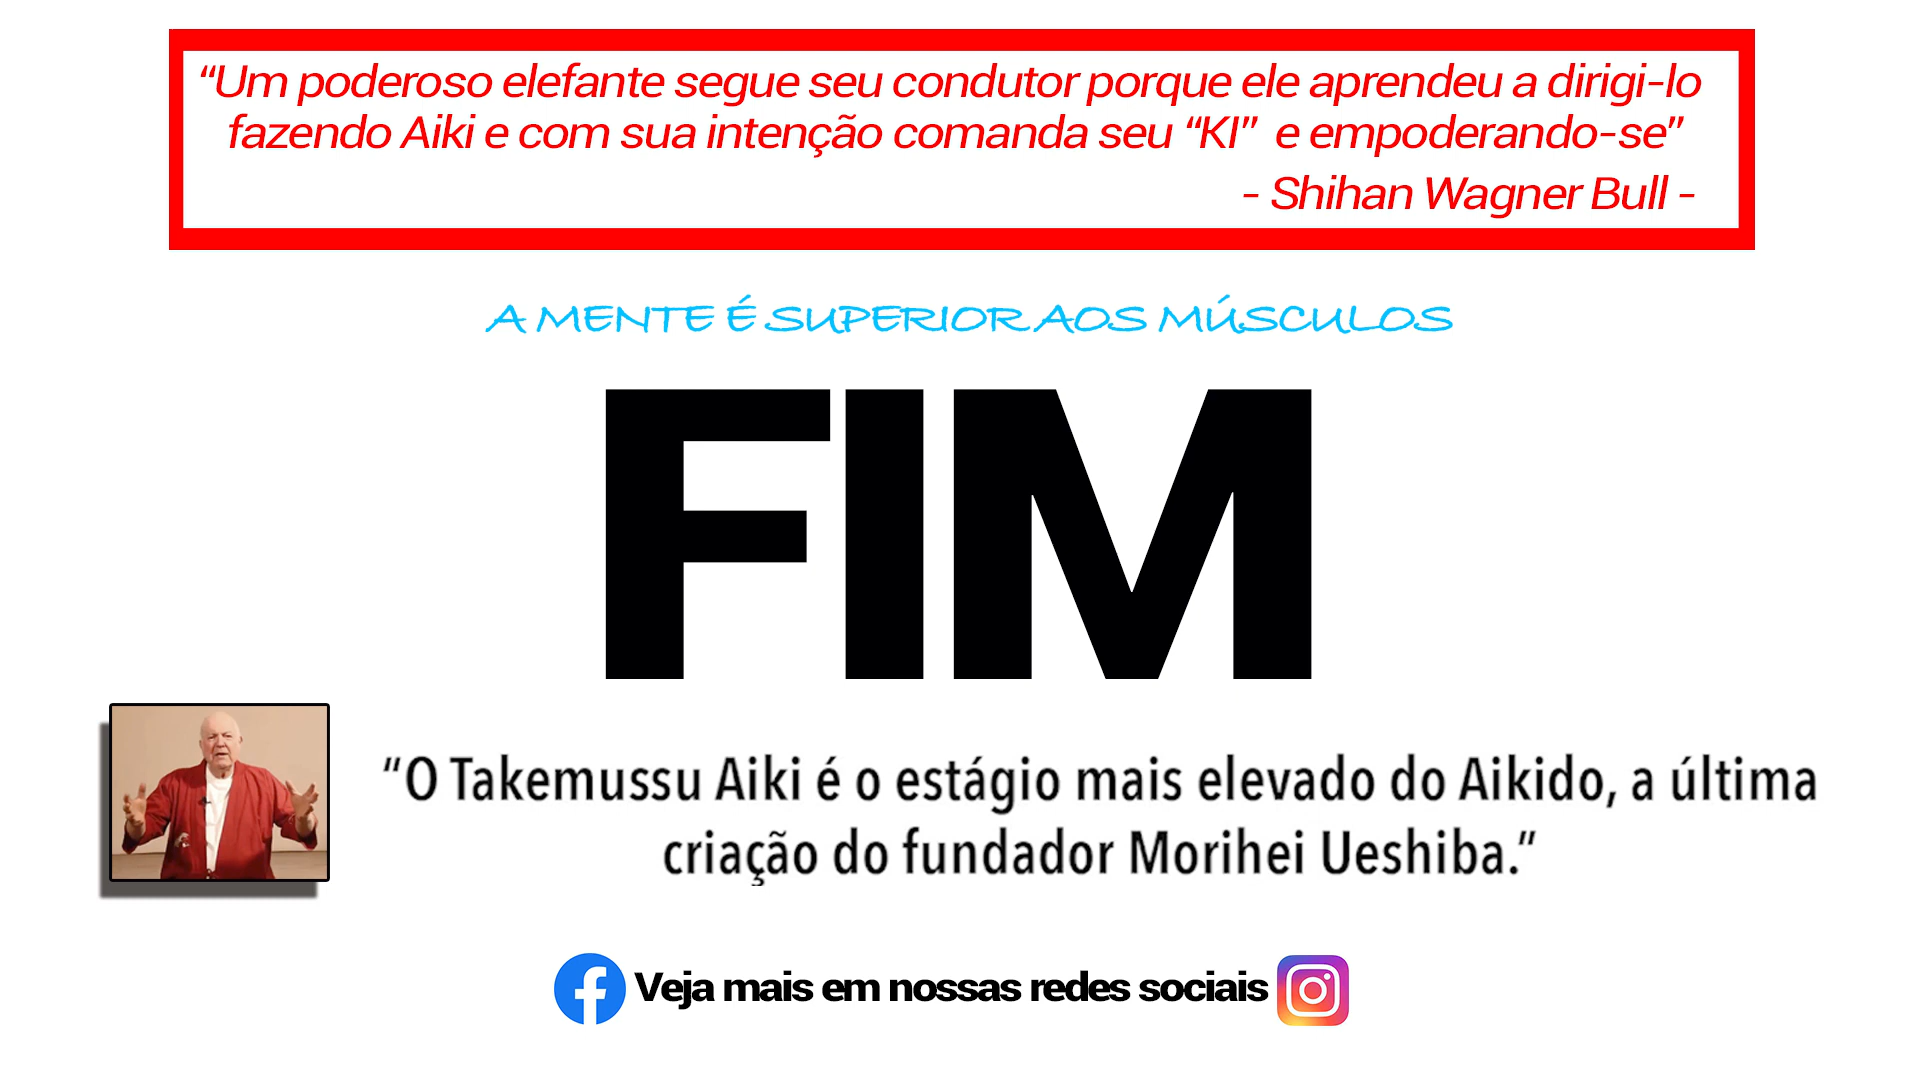 “Um poderoso elefante segue seu condutor porque ele aprendeu a dirigi-lo
fazendo Aiki e com sua intenção comanda seu “KI” e empoderando-se”
- Shihan Wagner Bull -
A MENTE É SUPERIOR AOS MÚSCULOS
FIM
“O Takemussu Aiki é o estágio mais elevado do Aikido, a última
criação do fundador Morihei Ueshiba.”
Veja mais em nossas redes sociais